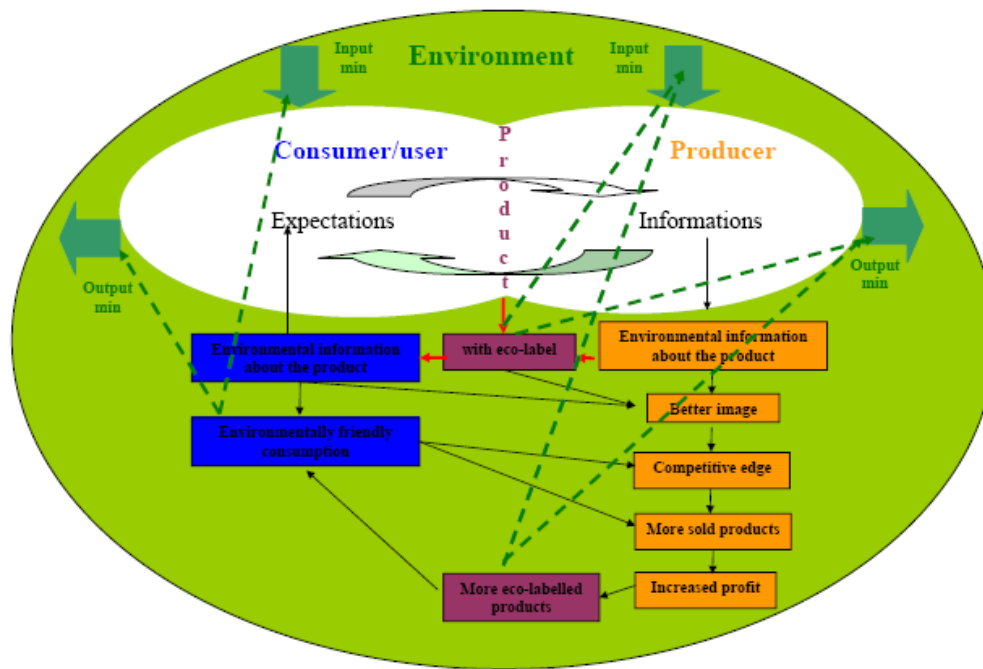 Input
min
Environment
Input
min
Consumer/user
Product
Producer
Expectations
Informations
Output
min
Output
min
Environmental information
about the product
with eco-label
Environmental information
about the product
Better image
Environmentally friendly
consumption
Competitive edge
More sold products
More eco-labelled
products
Increased profit